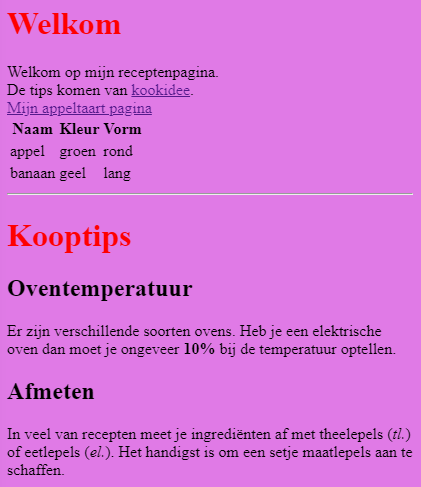 Welkom
Welkom op mijn receptenpagina.
De tips komen van kookidee.
Mijn appeltaart pagina
Naam Kleur Vorm
appel groen rond
banaan geel lang
Kooptips
Oventemperatuur
Er zijn verschillende soorten ovens. Heb je een elektrische
oven dan moet je ongeveer 10% bij de temperatuur optellen.
Afmeten
In veel van recepten meet je ingrediënten af met theelepels (tl.)
of eetlepels (el.). Het handigst is om een setje maatlepels aan te
schaffen.